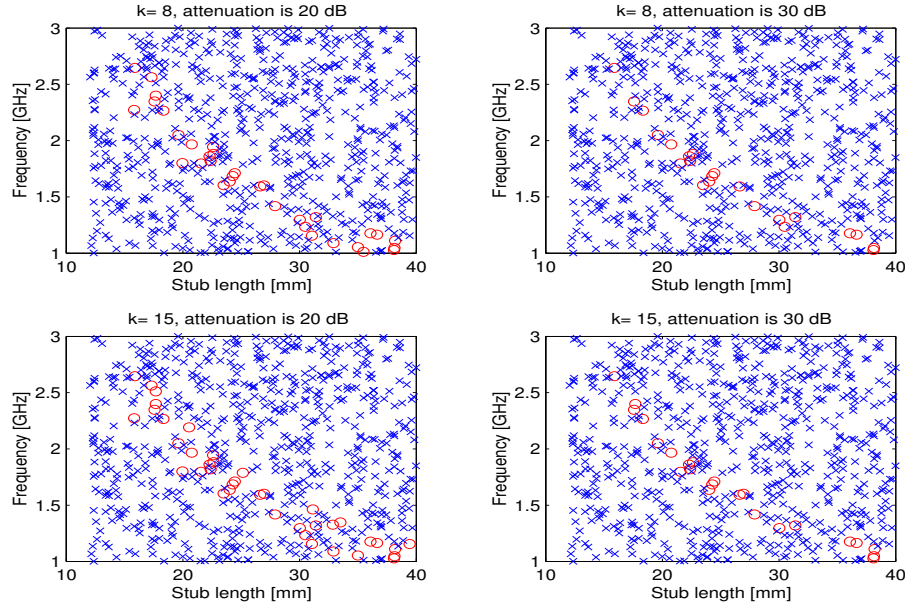 k= 8, attenuation is 20 dB
3
2.5
2
1.5
1
Frequency [GHz]
10 20 30 40
Stub length [mm]
k= 8, attenuation is 30 dB
3
2.5
2
1.5
1
Frequency [GHz]
10 20 30 40
Stub length [mm]
k= 15, attenuation is 20 dB
3
2.5
2
1.5
1
Frequency [GHz]
10 20 30 40
Stub length [mm]
k= 15, attenuation is 30 dB
3
2.5
2
1.5
1
Frequency [GHz]
10 20 30 40
Stub length [mm]